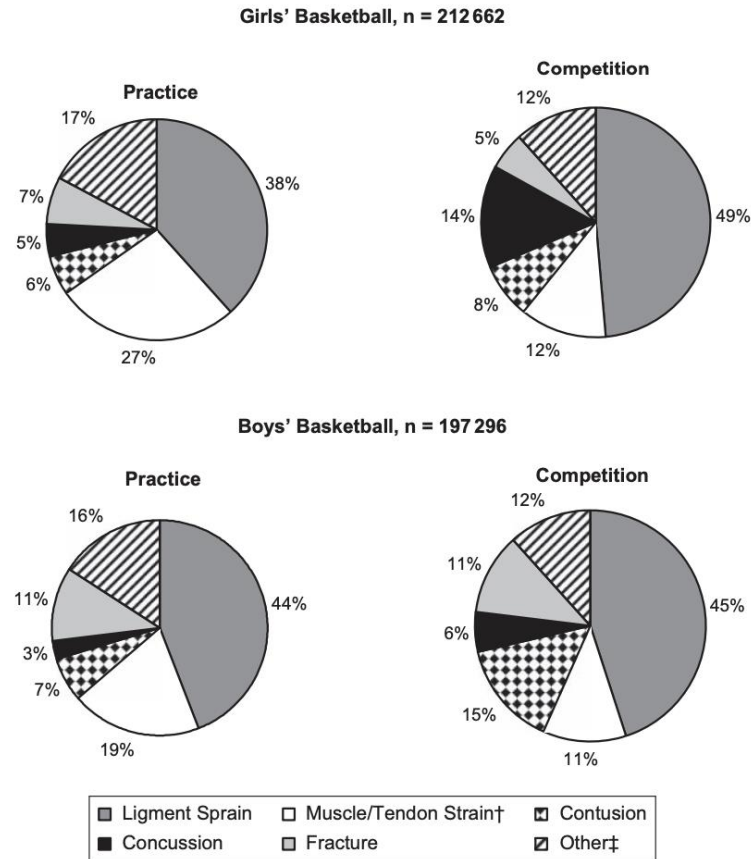 Girls’ Basketball, n = 212 662
Practice
Competition
17%
38%
7%
5%
6%
27%
12%
5%
49%
14%
8%
12%
Boys’ Basketball, n = 197 296
Practice
Competition
16%
44%
11%
3%
7%
19%
12%
11%
45%
6%
15%
11%
Ligment Sprain
Muscle/Tendon Strain†
Contusion
Concussion
Fracture
Other‡